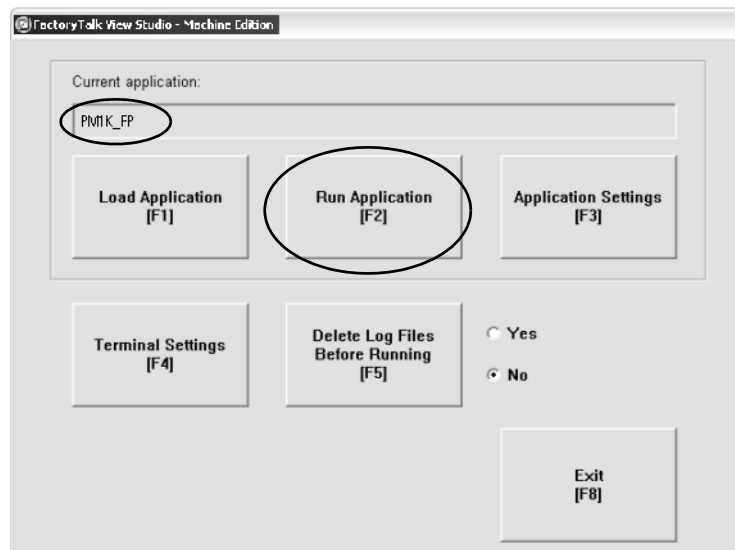 FactoryTalk View Studio - Machine Edition
Current application:
PM1K_FP
Load Application
[F1]
Run Application
[F2]
Application Settings
[F3]
Terminal Settings
[F4]
Delete Log Files
Before Running
[F5]
Yes
No
Exit
[F8]